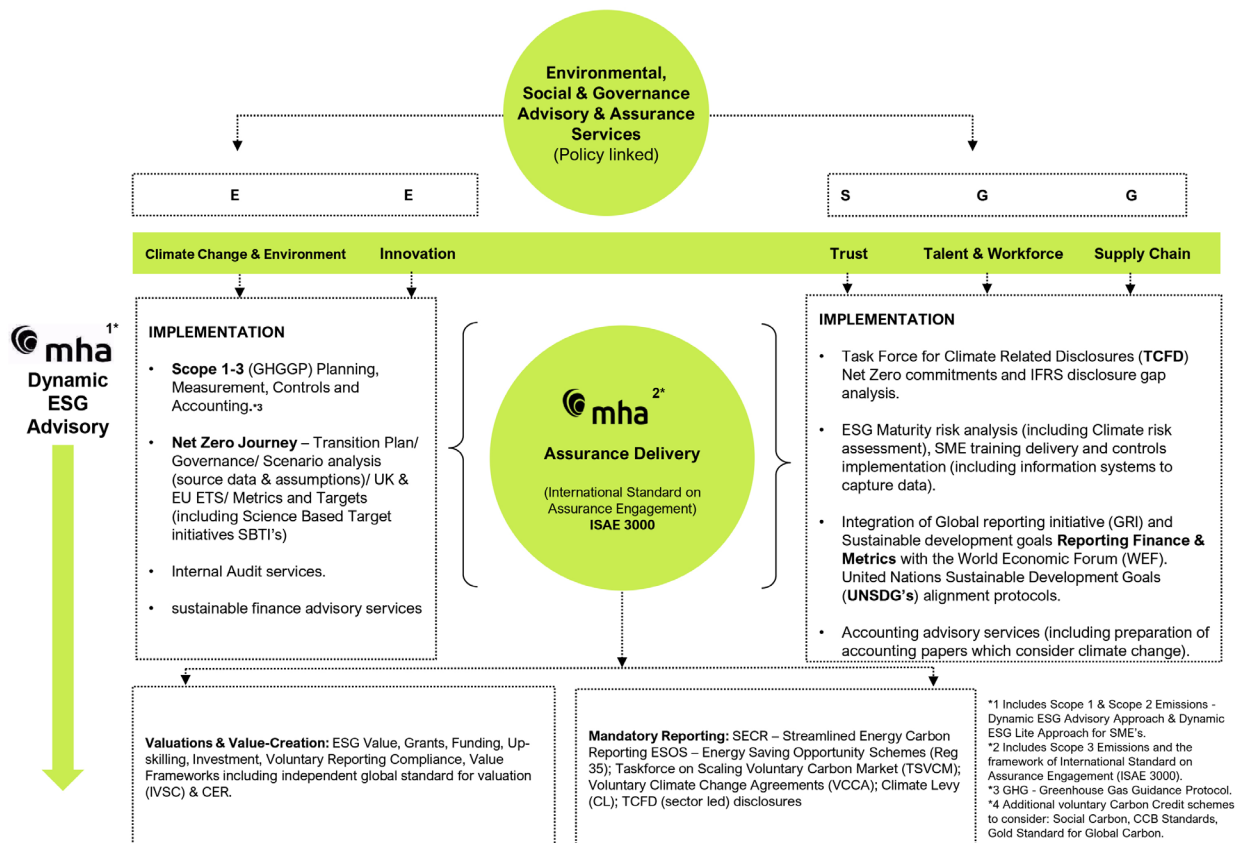 Environmental,
Social & Governance
Advisory & Assurance
Services
(Policy linked)
E E
S G G
Climate Change & Environment Innovation
Trust Talent & Workforce Supply Chain
mha 1*
Dynamic
ESG
Advisory
IMPLEMENTATION
• Scope 1-3 (GHGGP) Planning,
Measurement, Controls and
Accounting.*3
• Net Zero Journey – Transition Plan/
Governance/ Scenario analysis
(source data & assumptions)/ UK &
EU ETS/ Metrics and Targets
(including Science Based Target
initiatives SBTI's)
• Internal Audit services.
• sustainable finance advisory services
mha 2*
Assurance Delivery
(International Standard on
Assurance Engagement)
ISAE 3000
IMPLEMENTATION
• Task Force for Climate Related Disclosures (TCFD)
Net Zero commitments and IFRS disclosure gap
analysis.
• ESG Maturity risk analysis (including Climate risk
assessment), SME training delivery and controls
implementation (including information systems to
capture data).
• Integration of Global reporting initiative (GRI) and
Sustainable development goals Reporting Finance &
Metrics with the World Economic Forum (WEF).
United Nations Sustainable Development Goals
(UNSDG's) alignment protocols.
• Accounting advisory services (including preparation of
accounting papers which consider climate change).
Valuations & Value-Creation: ESG Value, Grants, Funding, Up-
skilling, Investment, Voluntary Reporting Compliance, Value
Frameworks including independent global standard for valuation
(IVSC) & CER.
Mandatory Reporting: SECR – Streamlined Energy Carbon
Reporting ESOS – Energy Saving Opportunity Schemes (Reg
35); Taskforce on Scaling Voluntary Carbon Market (TSVCM);
Voluntary Climate Change Agreements (VCCA); Climate Levy
(CL); TCFD (sector led) disclosures
*1 Includes Scope 1 & Scope 2 Emissions -
Dynamic ESG Advisory Approach & Dynamic
ESG Lite Approach for SME's.
*2 Includes Scope 3 Emissions and the
framework of International Standard on
Assurance Engagement (ISAE 3000).
*3 GHG - Greenhouse Gas Guidance Protocol.
*4 Additional voluntary Carbon Credit schemes
to consider: Social Carbon, CCB Standards,
Gold Standard for Global Carbon.